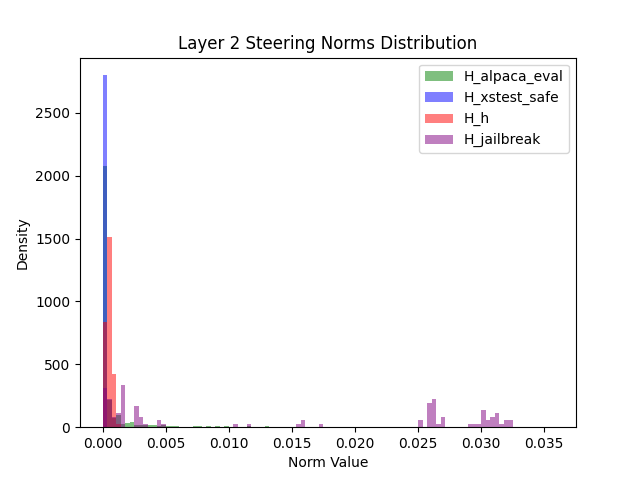 Layer 2 Steering Norms Distribution
H_alpaca_eval
H_xstest_safe
H_h
H_jailbreak
Density
2500
2000
1500
1000
500
0
0.000 0.005 0.010 0.015 0.020 0.025 0.030 0.035
Norm Value